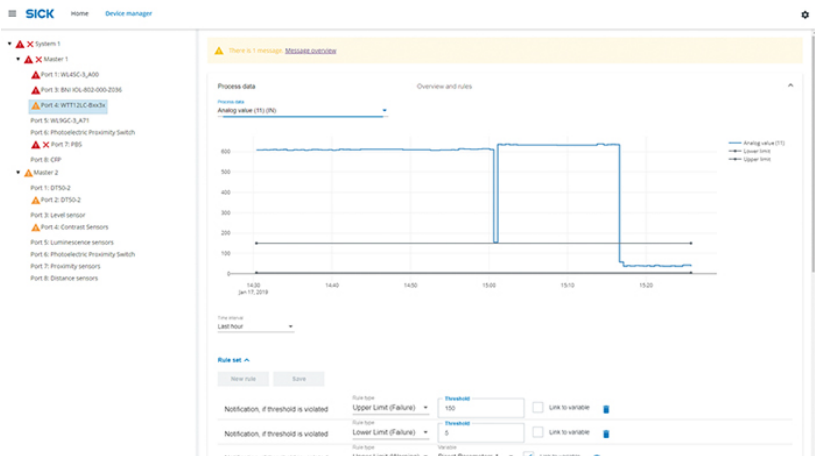 SICK Home Device manager
System 1
Master 1
Port 1: WL4SC-3_A00
Port 3: BNI IOL-802-000-Z036
Port 4: WTT12LC-Bxx3x
Port 5: WL9GC-3_A71
Port 6: Photoelectric Proximity Switch
Port 7: PBS
Port 8: CFP
Master 2
Port 1: DT50-2
Port 2: DT50-2
Port 3: Level sensor
Port 4: Contrast Sensors
Port 5: Luminescence sensors
Port 6: Photoelectric Proximity Switch
Port 7: Proximity sensors
Port 8: Distance sensors
There is 1 message. Message overview
Process data Overview and rules
Process data
Analog value (11) (IN)
Analog value (11)
Lower limit
Upper limit
600
500
400
300
200
100
0
14:30 14:40 14:50 15:00 15:10 15:20
Jan 17, 2019
Time interval
Last hour
Rule set
New rule Save
Rule type Threshold
Notification, if threshold is violated Upper Limit (Failure) 150 Link to variable
Rule type Threshold
Notification, if threshold is violated Lower Limit (Failure) 5 Link to variable
Rule type Variable